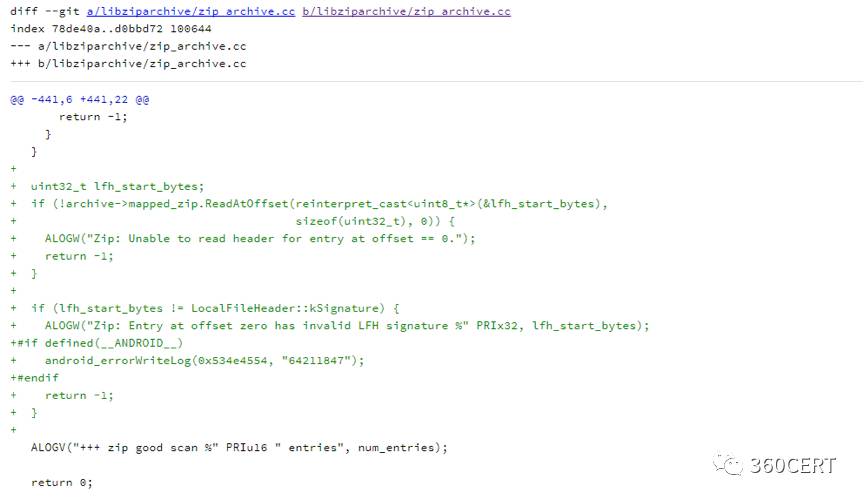 diff --git a/libziparchive/zip_archive.cc b/libziparchive/zip_archive.cc
index 78de40a..d0bbd72 100644
--- a/libziparchive/zip_archive.cc
+++ b/libziparchive/zip_archive.cc
@@ -441,6 +441,22 @@
       return -1;
     }
   }
+
+  uint32_t lfh_start_bytes;
+  if (!archive->mapped_zip.ReadAtOffset(reinterpret_cast<uint8_t*>(&lfh_start_bytes),
+                                        sizeof(uint32_t), 0)) {
+    ALOGW("Zip: Unable to read header for entry at offset == 0.");
+    return -1;
+  }
+
+  if (lfh_start_bytes != LocalFileHeader::kSignature) {
+    ALOGW("Zip: Entry at offset zero has invalid LFH signature %" PRIx32, lfh_start_bytes);
+#if defined(__ANDROID__)
+    android_errorWriteLog(0x534e4554, "64211847");
+#endif
+    return -1;
+  }
+
   ALOGV("+++ zip good scan %" PRIu16 " entries", num_entries);
 
   return 0;
360CERT